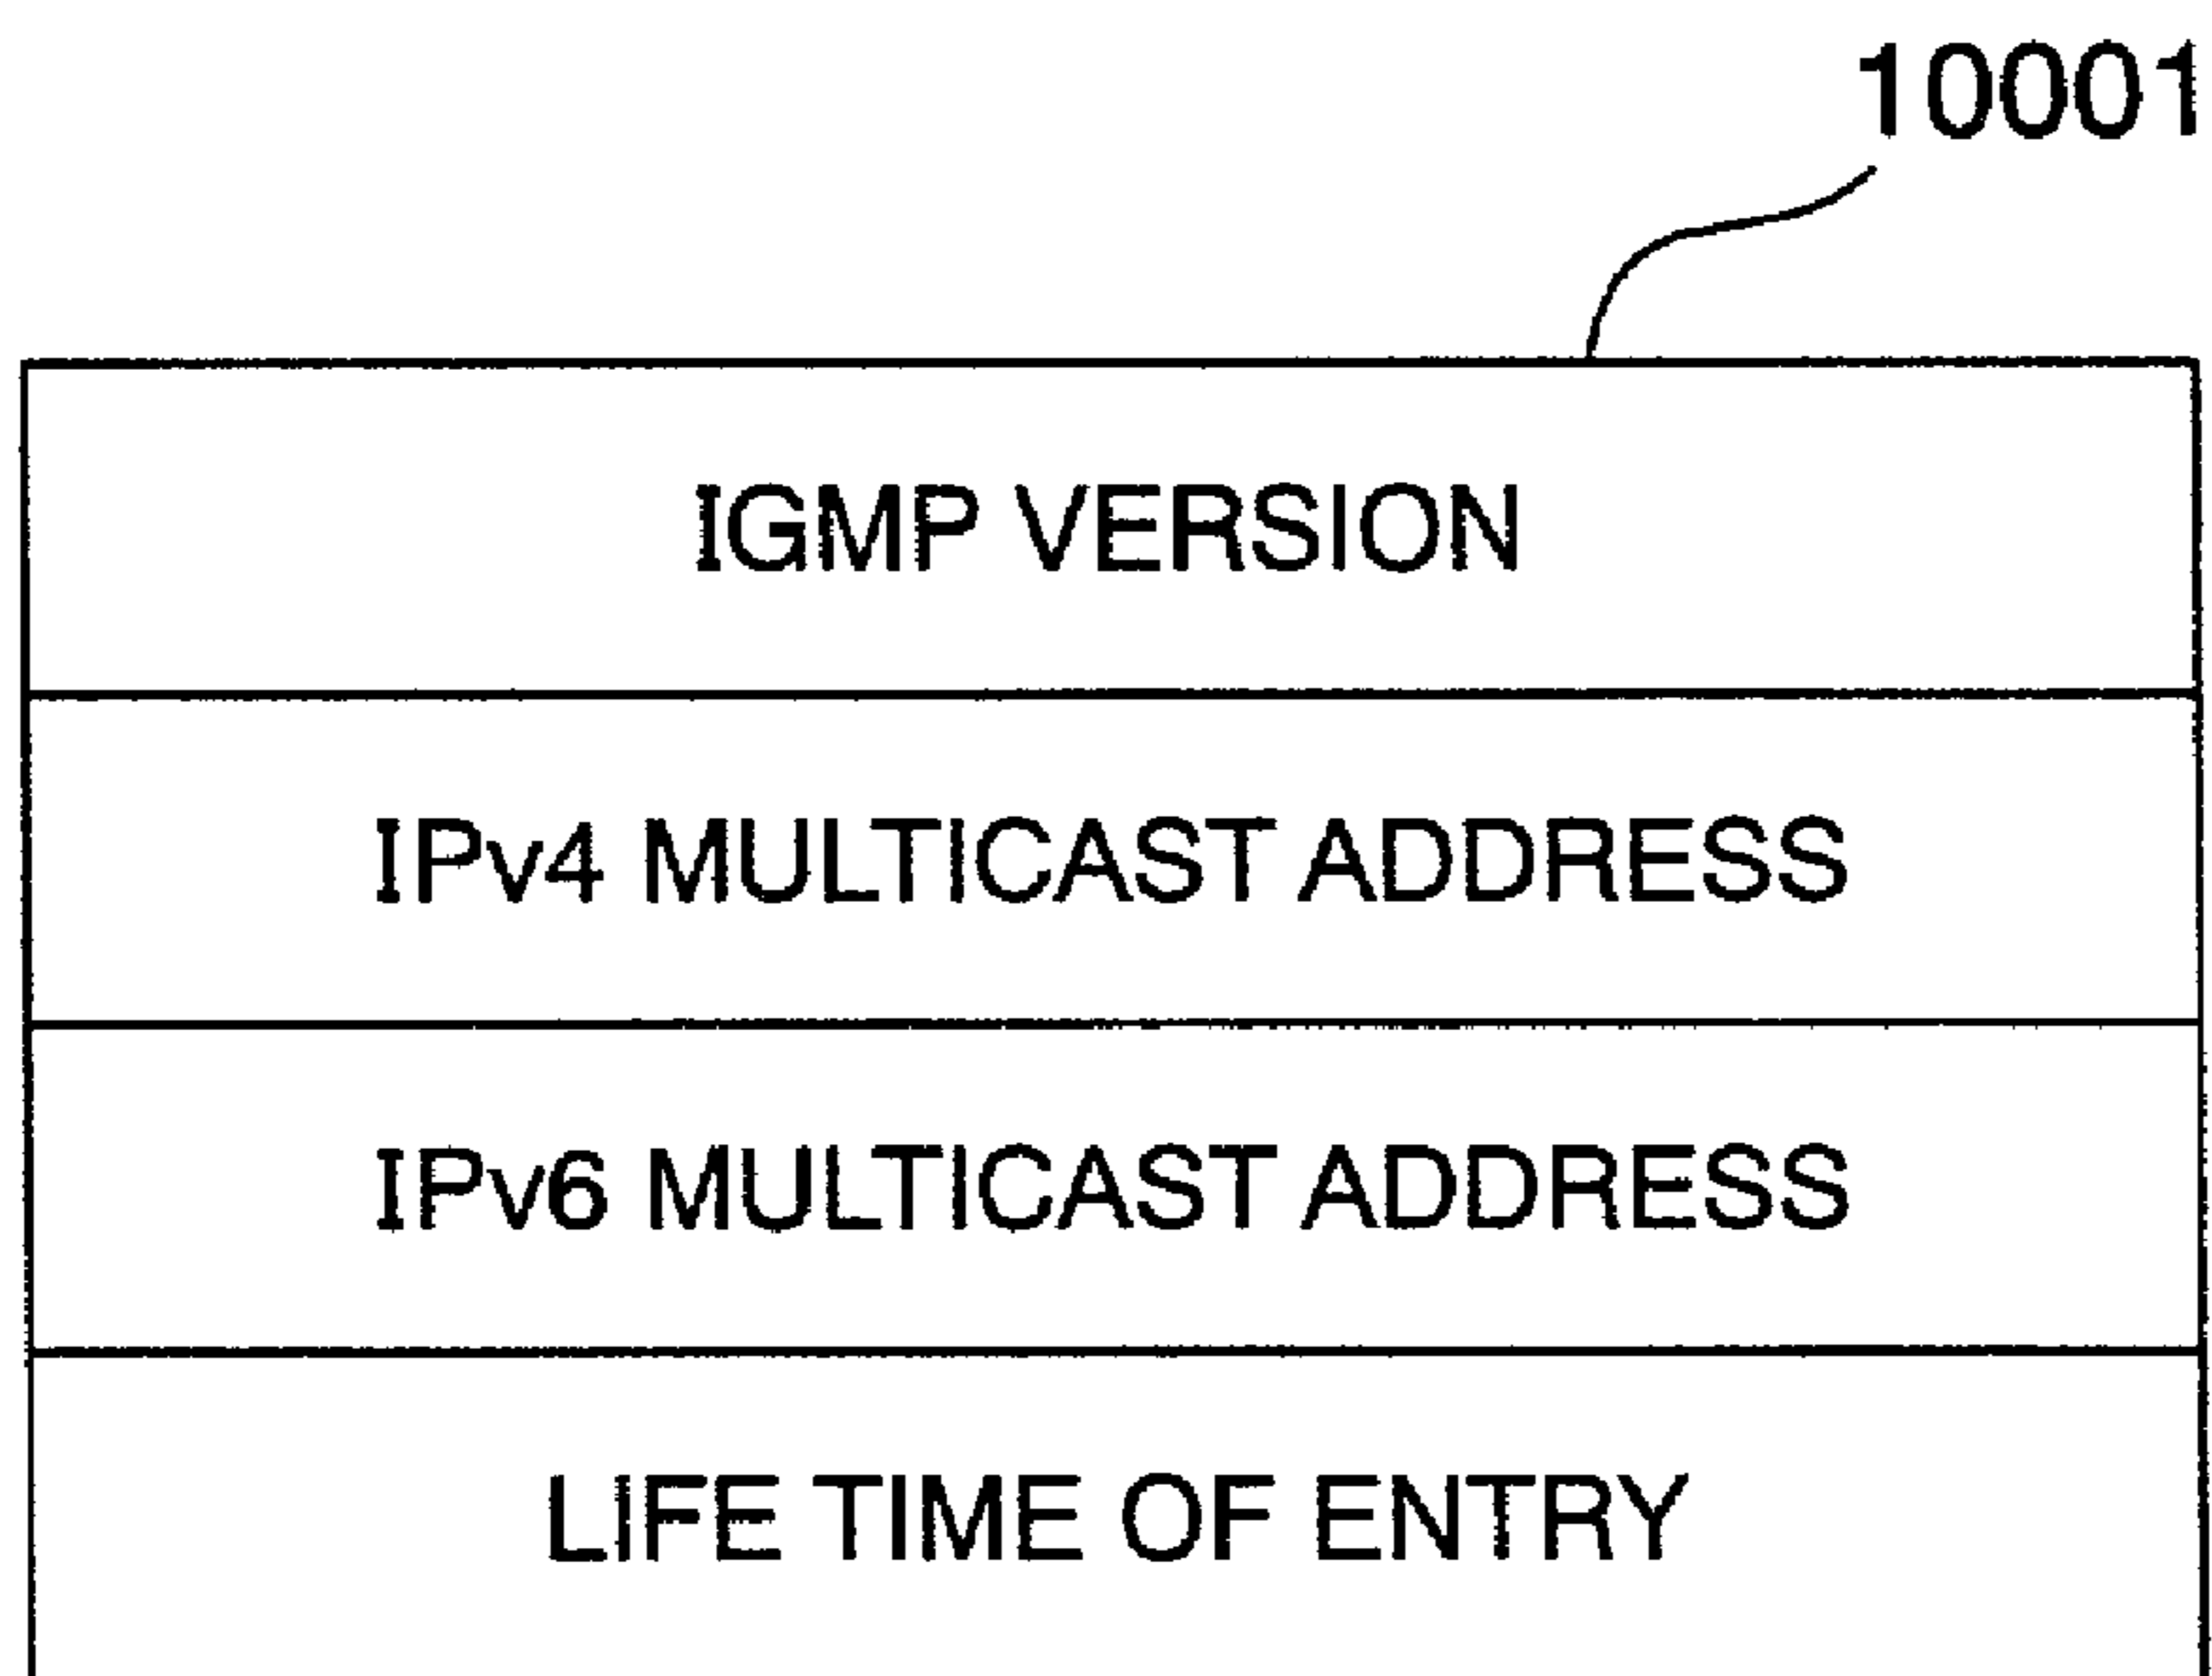 10001
IGMP VERSION
IPv4 MULTICAST ADDRESS
IPv6 MULTICAST ADDRESS
LIFE TIME OF ENTRY